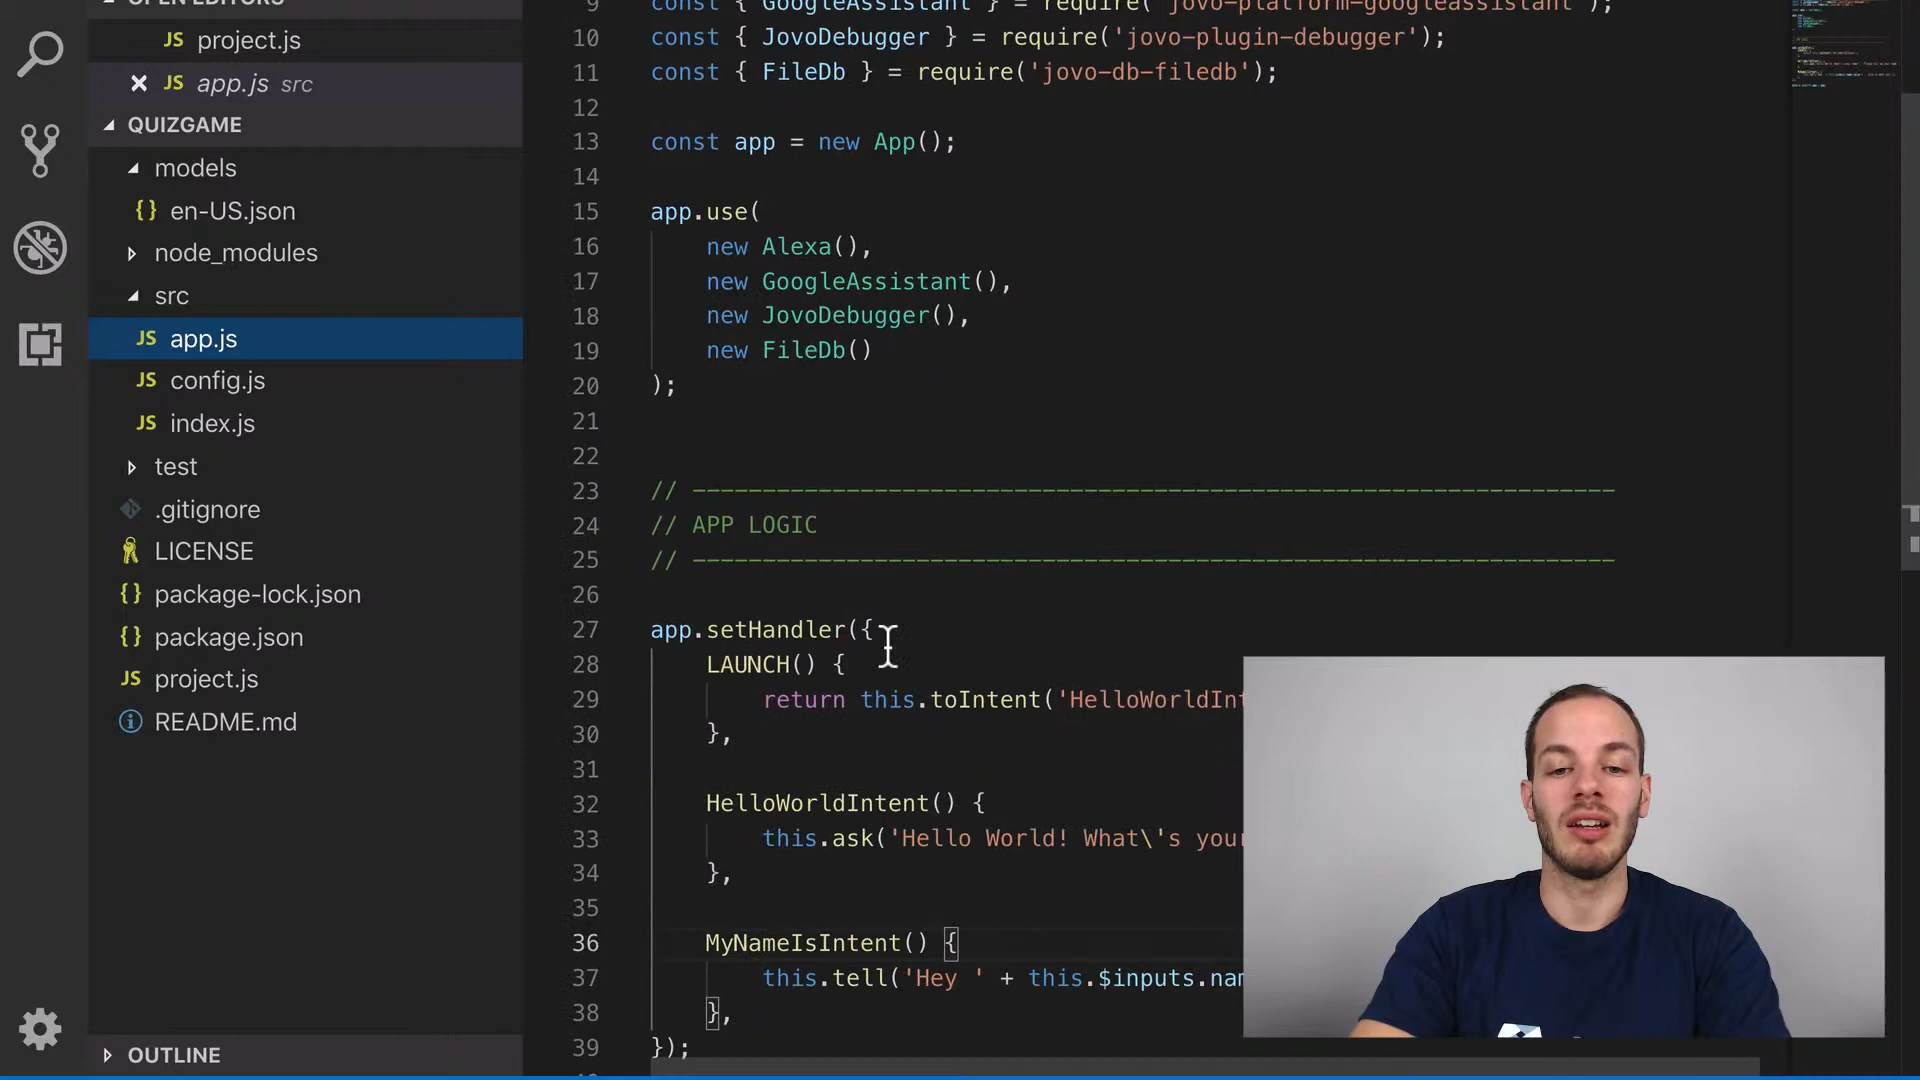 OPEN EDITORS
JS project.js
JS app.js src
QUIZGAME
models
{} en-US.json
node_modules
src
JS app.js
JS config.js
JS index.js
test
.gitignore
LICENSE
{} package-lock.json
{} package.json
JS project.js
README.md
OUTLINE
9 const { GoogleAssistant } = require('jovo-platform-googleassistant');
10 const { JovoDebugger } = require('jovo-plugin-debugger');
11 const { FileDb } = require('jovo-db-filedb');
12
13 const app = new App();
14
15 app.use(
16 new Alexa(),
17 new GoogleAssistant(),
18 new JovoDebugger(),
19 new FileDb()
20 );
21
22
23 // ------------------------------------------------------------------
24 // APP LOGIC
25 // ------------------------------------------------------------------
26
27 app.setHandler({
28 LAUNCH() {
29 return this.toIntent('HelloWorldInt
30 },
31
32 HelloWorldIntent() {
33 this.ask('Hello World! What\'s your
34 },
35
36 MyNameIsIntent() {
37 this.tell('Hey ' + this.$inputs.nam
38 },
39 });